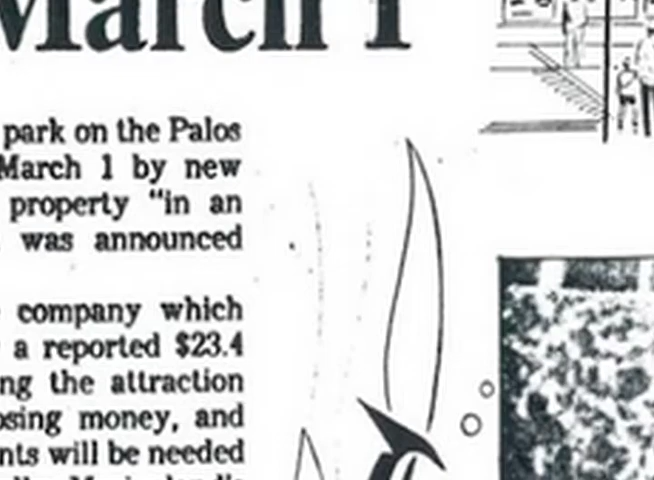 March 1
park on the Palos
March 1 by new
property "in an
was announced
company which
a reported $23.4
ng the attraction
osing money, and
nts will be needed